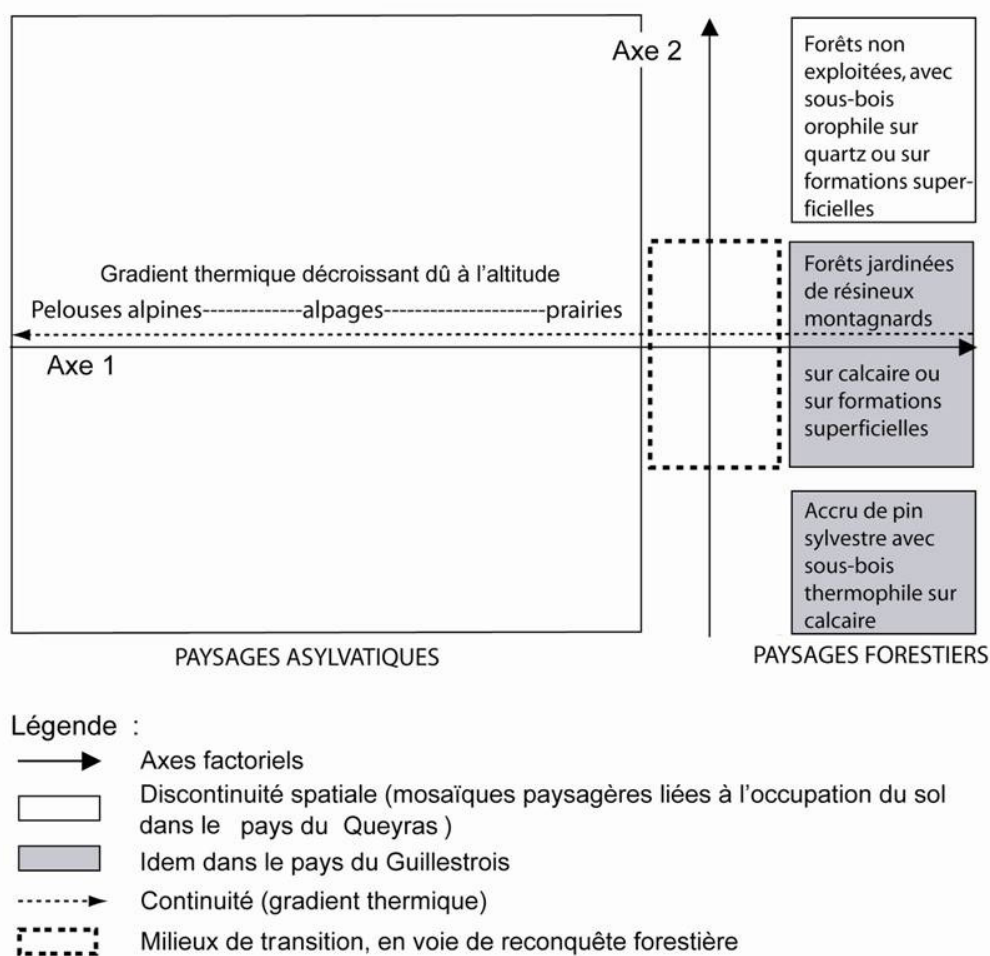 Axe 2
Forêts non
exploitées, avec
sous-bois
orophile sur
quartz ou sur
formations super-
ficielles
Gradient thermique décroissant dû à l'altitude
Pelouses alpines-------------alpages---------------------prairies
Axe 1
Forêts jardinées
de résineux
montagnards
sur calcaire ou
sur formations
superficielles
Accru de pin
sylvestre avec
sous-bois
thermophile sur
calcaire
PAYSAGES ASYLVATIQUES
PAYSAGES FORESTIERS
Légende :
Axes factoriels
Discontinuité spatiale (mosaïques paysagères liées à l'occupation du sol
dans le pays du Queyras )
Idem dans le pays du Guillestrois
Continuité (gradient thermique)
Milieux de transition, en voie de reconquête forestière